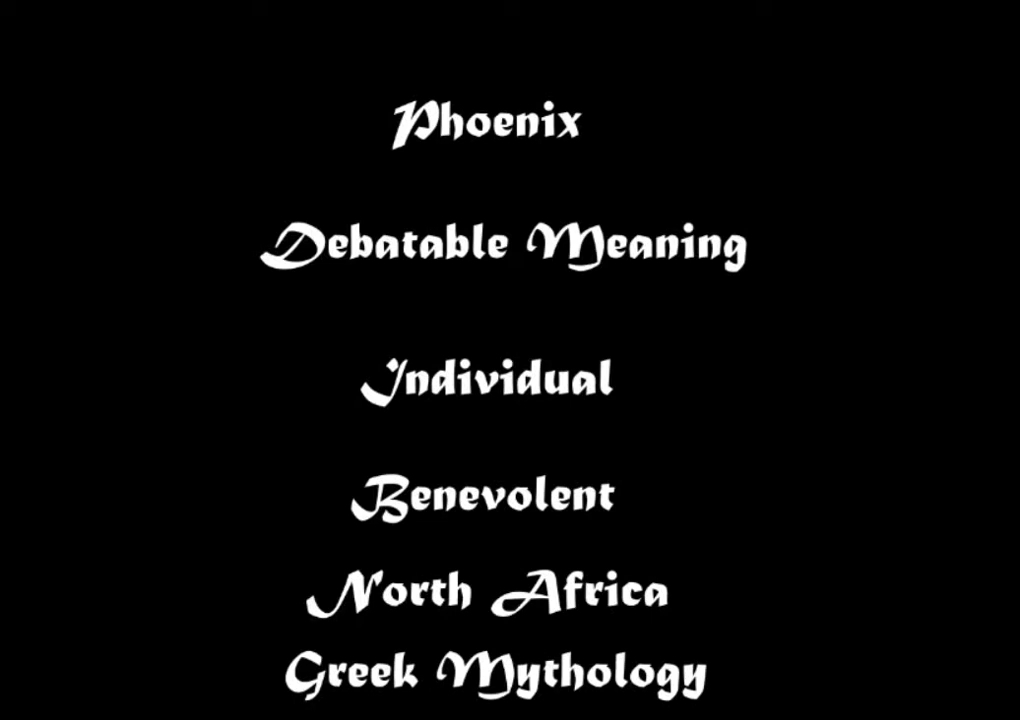 Phoenix
Debatable Meaning
Individual
Benevolent
North Africa
Greek Mythology